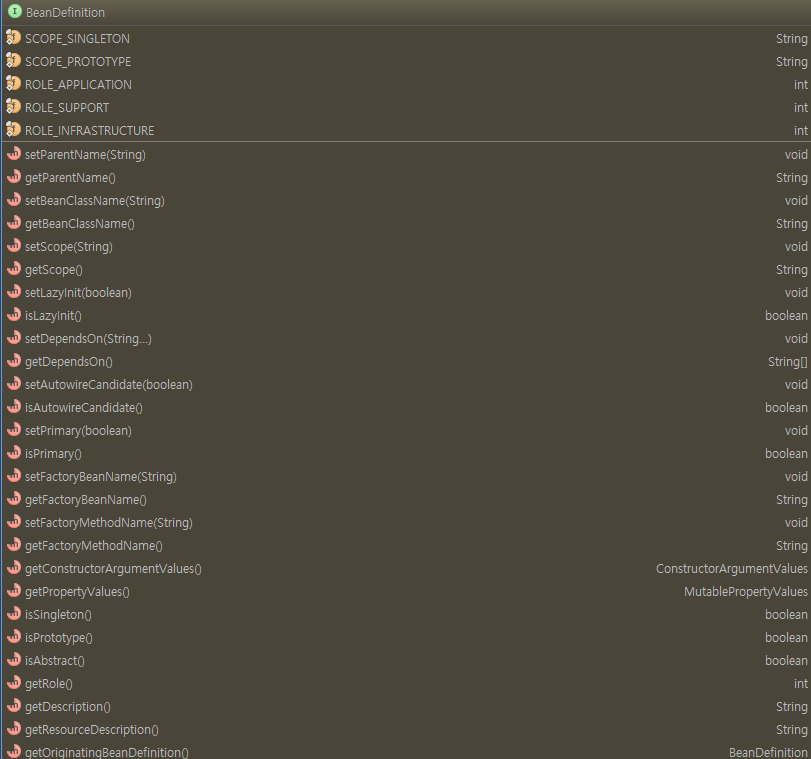 BeanDefinition
SCOPE_SINGLETON String
SCOPE_PROTOTYPE String
ROLE_APPLICATION int
ROLE_SUPPORT int
ROLE_INFRASTRUCTURE int
setParentName(String) void
getParentName() String
setBeanClassName(String) void
getBeanClassName() String
setScope(String) void
getScope() String
setLazyInit(boolean) void
isLazyInit() boolean
setDependsOn(String...) void
getDependsOn() String[]
setAutowireCandidate(boolean) void
isAutowireCandidate() boolean
setPrimary(boolean) void
isPrimary() boolean
setFactoryBeanName(String) void
getFactoryBeanName() String
setFactoryMethodName(String) void
getFactoryMethodName() String
getConstructorArgumentValues() ConstructorArgumentValues
getPropertyValues() MutablePropertyValues
isSingleton() boolean
isPrototype() boolean
isAbstract() boolean
getRole() int
getDescription() String
getResourceDescription() String
getOriginatingBeanDefinition() BeanDefinition